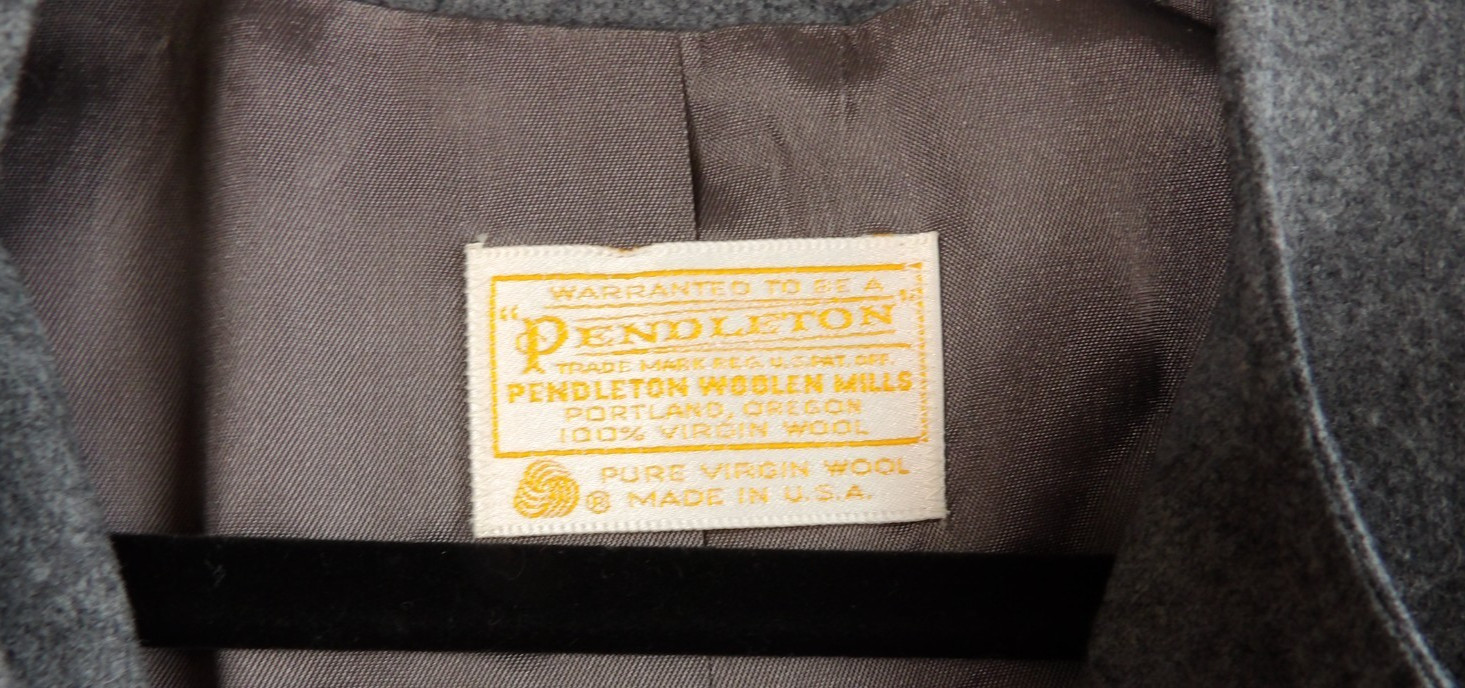 WARRANTED TO BE A
"PENDLETON"
TRADE MARK REG. U.S. PAT. OFF.
PENDLETON WOOLEN MILLS
PORTLAND, OREGON
100% VIRGIN WOOL
PURE VIRGIN WOOL
® MADE IN U.S.A.